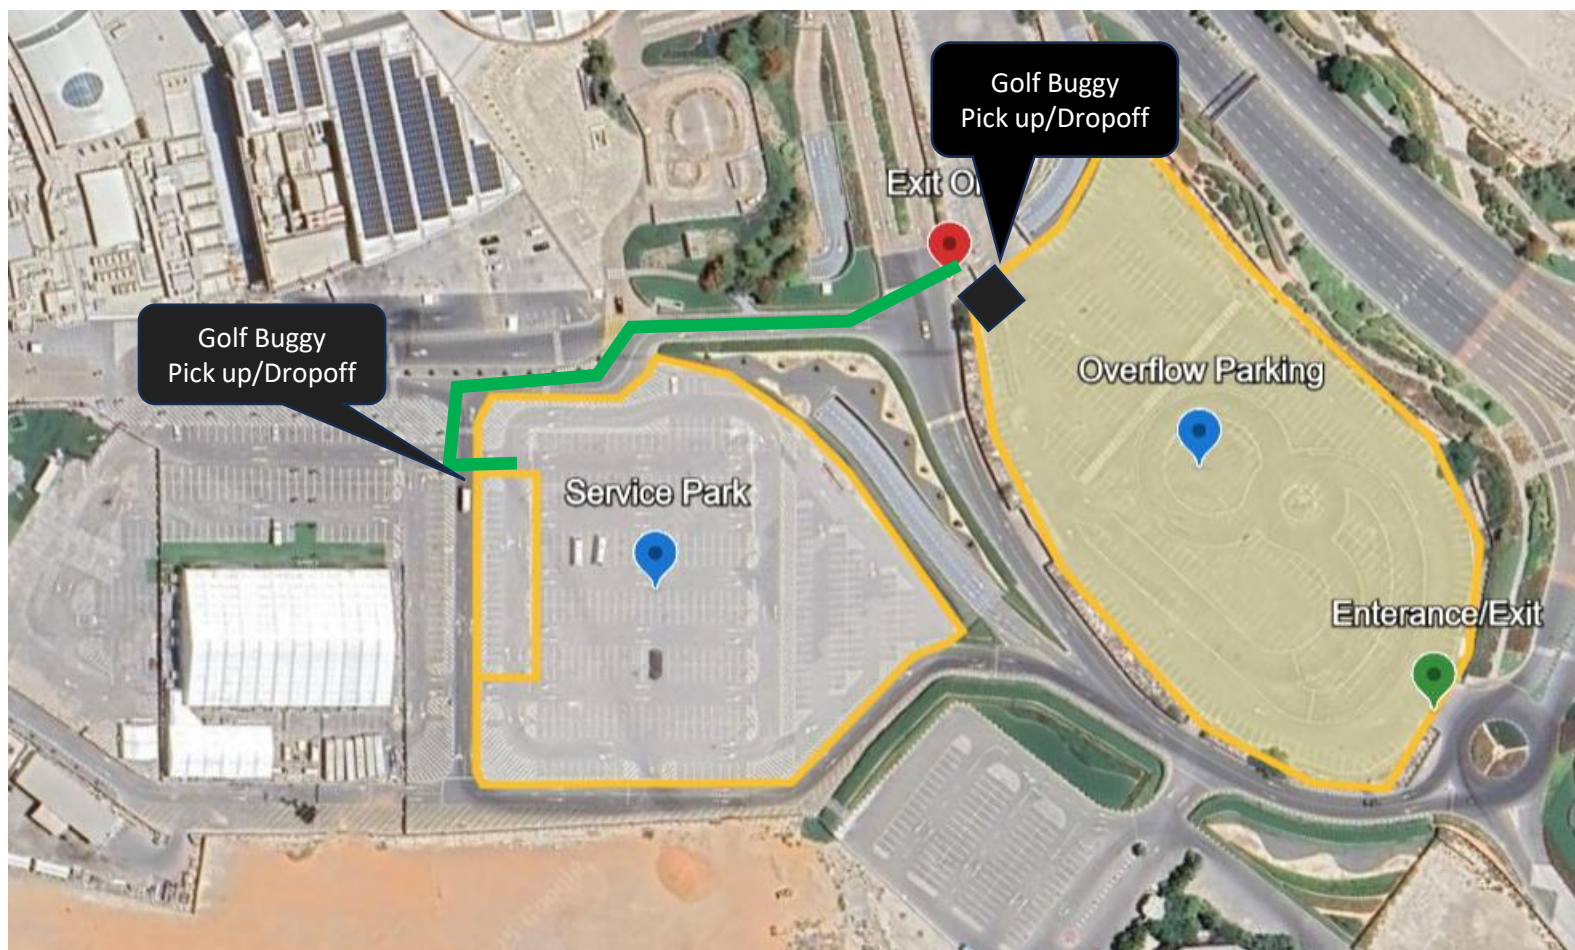 Golf Buggy
Pick up/Dropoff
Exit
Golf Buggy
Pick up/Dropoff
Overflow Parking
Service Park
Enterance/Exit